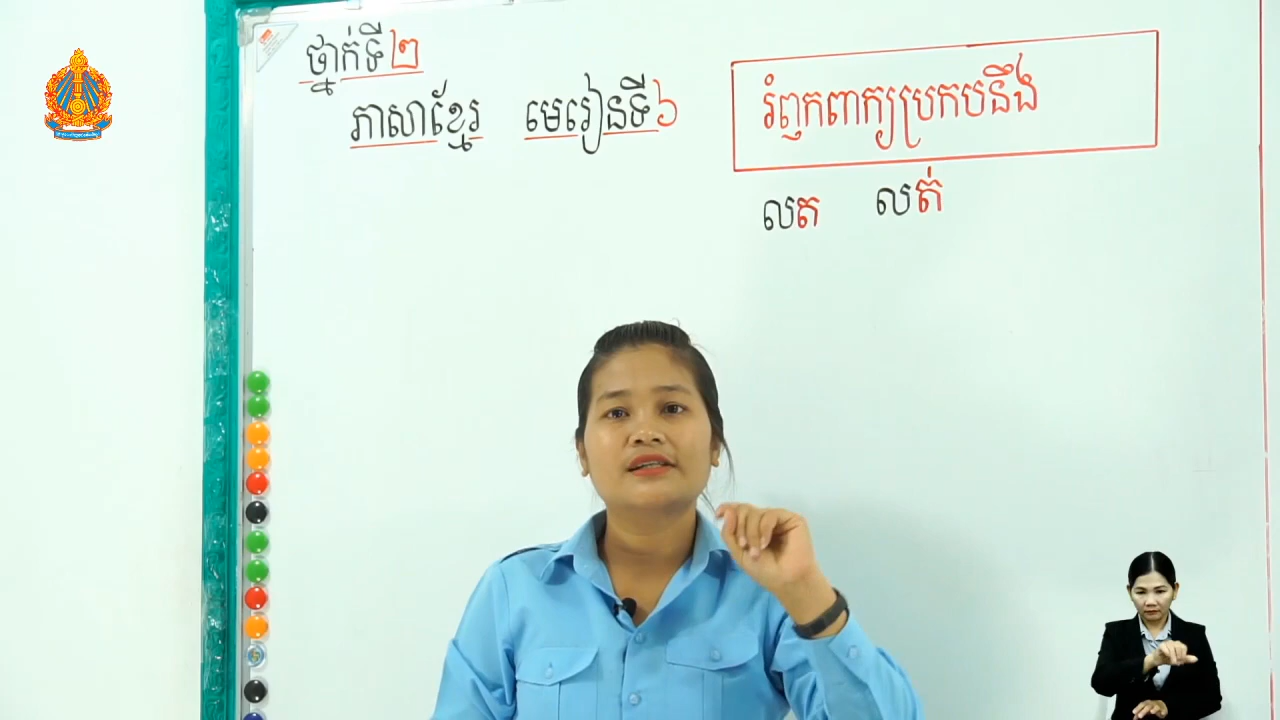 ថ្នាក់ទី២
ភាសាខ្មែរ មេរៀនទី៦
រំឭកពាក្យប្រកបនឹង
លត លត់